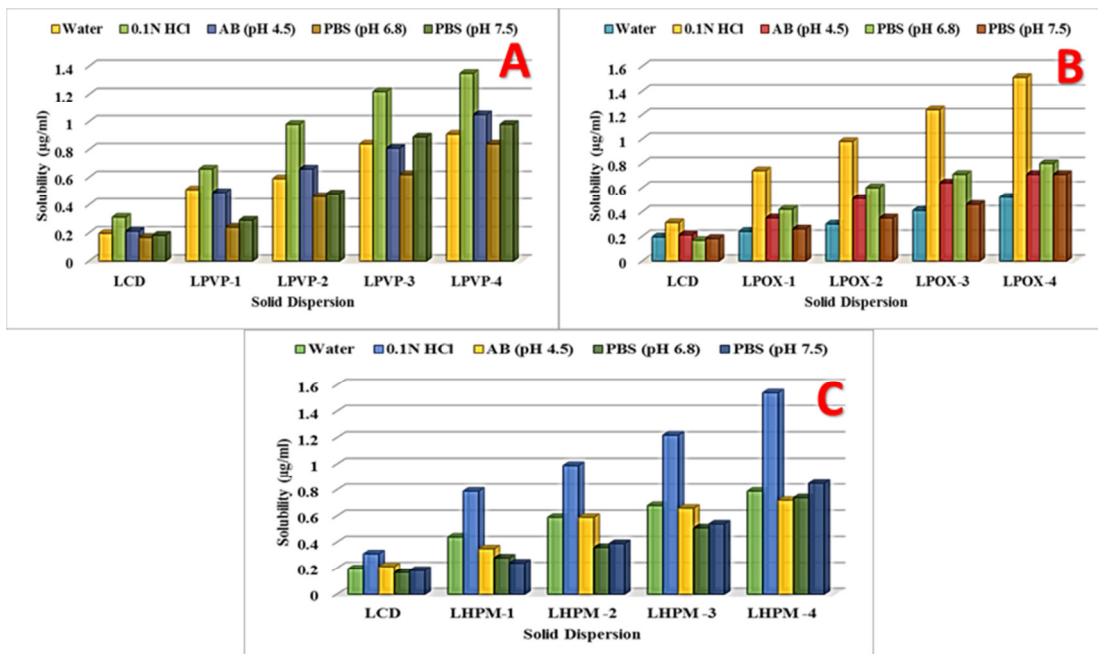 Water 0.1N HCl AB (pH 4.5) PBS (pH 6.8) PBS (pH 7.5)
A
1.4
1.2
1
0.8
0.6
0.4
0.2
0
Solubility (µg/ml)
LCD LPVP-1 LPVP-2 LPVP-3 LPVP-4
Solid Dispersion
Water 0.1N HCl AB (pH 4.5) PBS (pH 6.8) PBS (pH 7.5)
B
1.6
1.4
1.2
1
0.8
0.6
0.4
0.2
0
Solubility (µg/ml)
LCD LPOX-1 LPOX-2 LPOX-3 LPOX-4
Solid Dispersion
Water 0.1N HCl AB (pH 4.5) PBS (pH 6.8) PBS (pH 7.5)
C
1.6
1.4
1.2
1
0.8
0.6
0.4
0.2
0
Solubility (µg/ml)
LCD LHPM-1 LHPM -2 LHPM -3 LHPM -4
Solid Dispersion